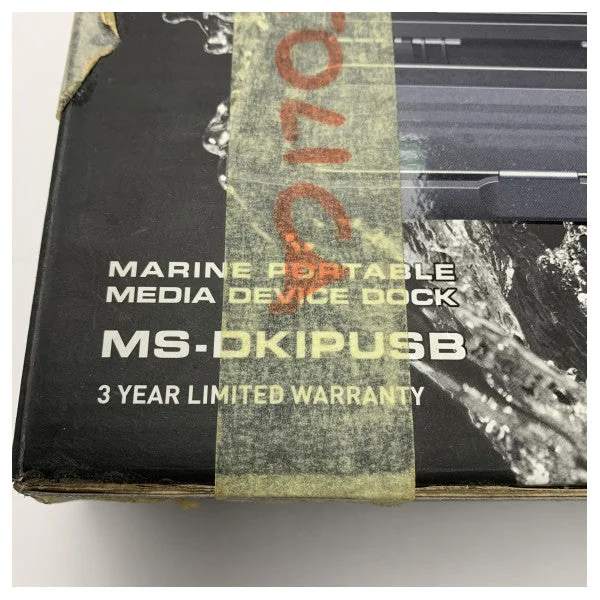 MARINE PORTABLE
MEDIA DEVICE DOCK
MS-DKIPUSB
3 YEAR LIMITED WARRANTY